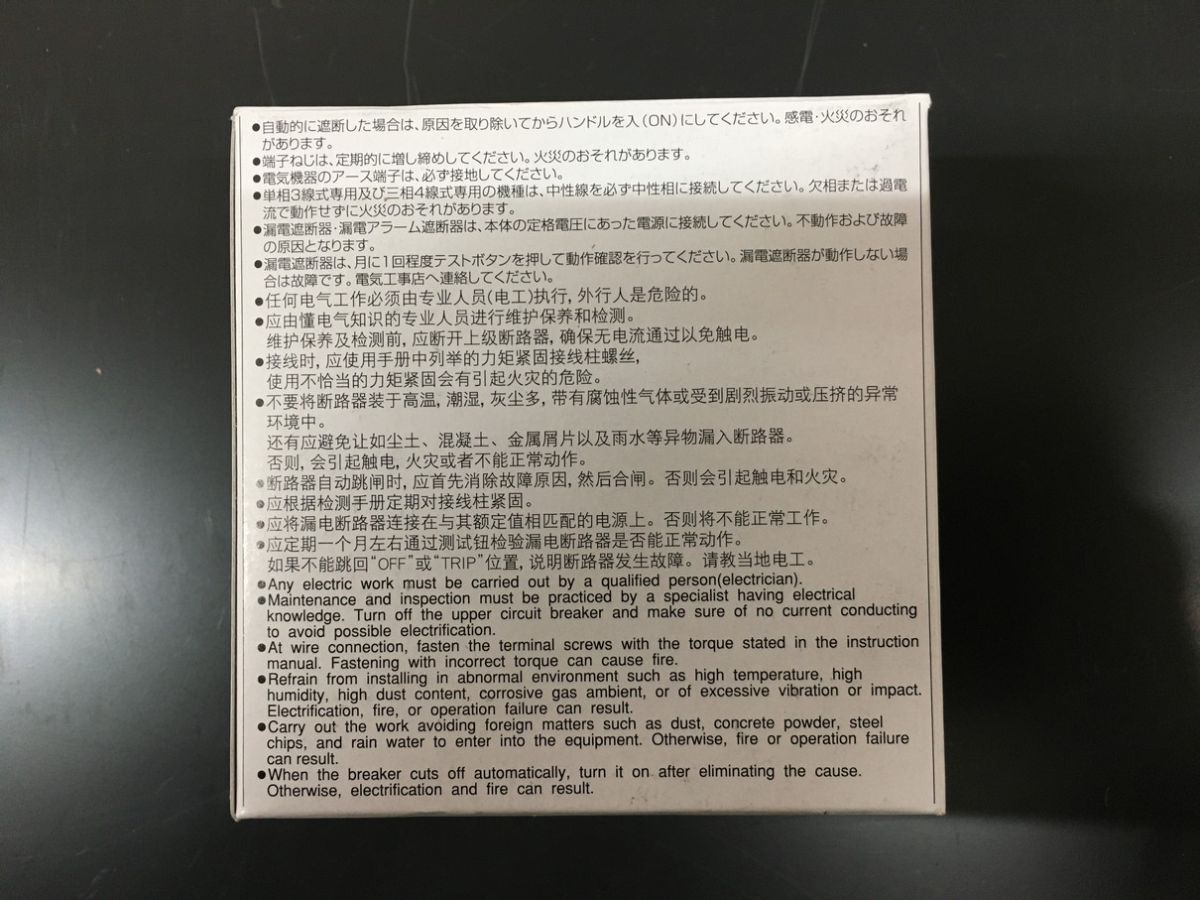 ●自動的に遮断した場合は、原因を取り除いてからハンドルを入(ON)にしてください。感電・火災のおそれ
があります。
●端子ねじは、定期的に増し締めしてください。火災のおそれがあります。
●電気機器のアース端子は、必ず接地してください。
●単相3線式専用及び三相4線式専用の機種は、中性線を必ず中性相に接続してください。欠相または過電
流で動作せずに火災のおそれがあります。
●漏電遮断器・漏電アラーム遮断器は、本体の定格電圧にあった電源に接続してください。不動作および故障
の原因となります。
●漏電遮断器は、月に1回程度テストボタンを押して動作確認を行ってください。漏電遮断器が動作しない場
合は故障です。電気工事店へ連絡してください。
●任何电气工作必须由专业人员(电工)执行, 外行人是危险的。
●应由懂电气知识的专业人员进行维护保养和检测。
维护保养及检测前, 应断开上级断路器, 确保无电流通过以免触电。
●接线时, 应使用手册中列举的力矩紧固接线柱螺丝,
使用不恰当的力矩紧固会有引起火灾的危险。
●不要将断路器装于高温, 潮湿, 灰尘多, 带有腐蚀性气体或受到剧烈振动或压挤的异常
环境中。
还有应避免让如尘土、混凝土、金属屑片以及雨水等异物漏入断路器。
否则, 会引起触电, 火灾或者不能正常动作。
●断路器自动跳闸时, 应首先消除故障原因, 然后合闸。否则会引起触电和火灾。
●应根据检测手册定期对接线柱紧固。
●应将漏电断路器连接在与其额定值相匹配的电源上。否则将不能正常工作。
●应定期一个月左右通过测试钮检验漏电断路器是否能正常动作。
如果不能跳回“OFF”或“TRIP”位置, 说明断路器发生故障。请教当地电工。
●Any electric work must be carried out by a qualified person(electrician).
●Maintenance and inspection must be practiced by a specialist having electrical
knowledge. Turn off the upper circuit breaker and make sure of no current conducting
to avoid possible electrification.
●At wire connection, fasten the terminal screws with the torque stated in the instruction
manual. Fastening with incorrect torque can cause fire.
●Refrain from installing in abnormal environment such as high temperature, high
humidity, high dust content, corrosive gas ambient, or of excessive vibration or impact.
Electrification, fire, or operation failure can result.
●Carry out the work avoiding foreign matters such as dust, concrete powder, steel
chips, and rain water to enter into the equipment. Otherwise, fire or operation failure
can result.
●When the breaker cuts off automatically, turn it on after eliminating the cause.
Otherwise, electrification and fire can result.